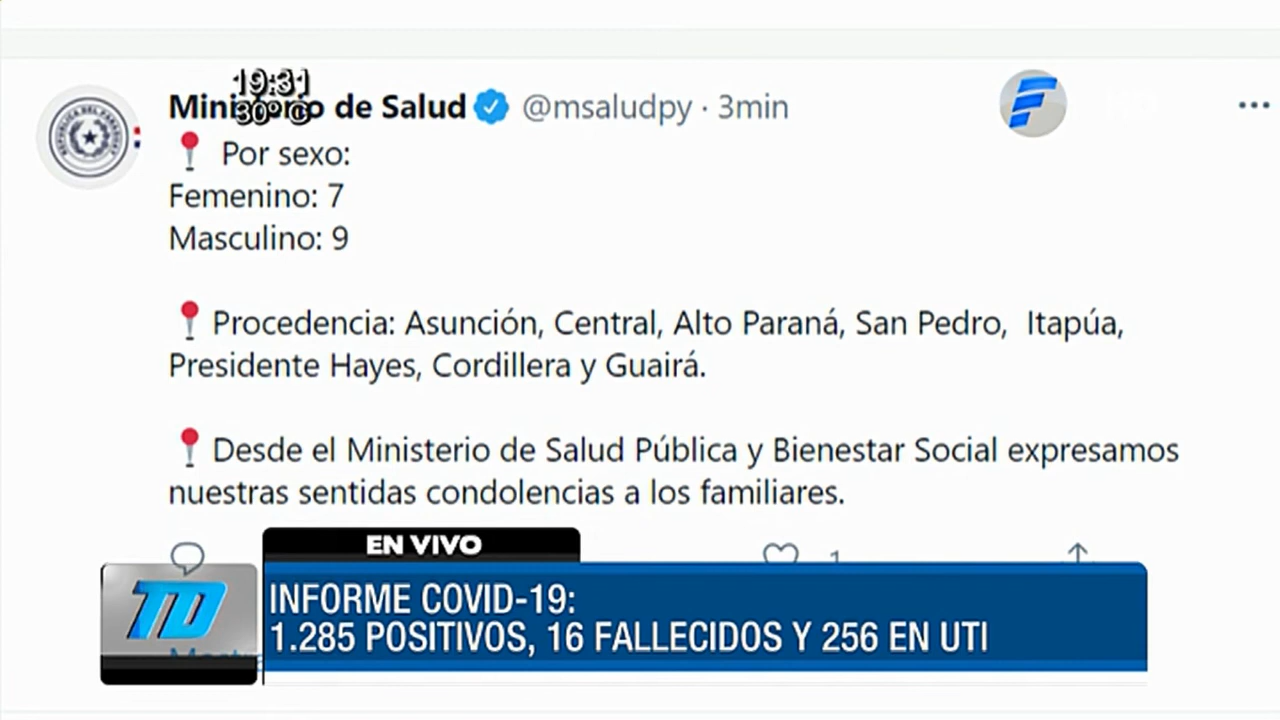 19:31
30° C
Ministerio de Salud @msaludpy · 3min
Por sexo:
Femenino: 7
Masculino: 9
Procedencia: Asunción, Central, Alto Paraná, San Pedro, Itapúa,
Presidente Hayes, Cordillera y Guairá.
Desde el Ministerio de Salud Pública y Bienestar Social expresamos
nuestras sentidas condolencias a los familiares.
1
EN VIVO
TD
INFORME COVID-19:
1.285 POSITIVOS, 16 FALLECIDOS Y 256 EN UTI